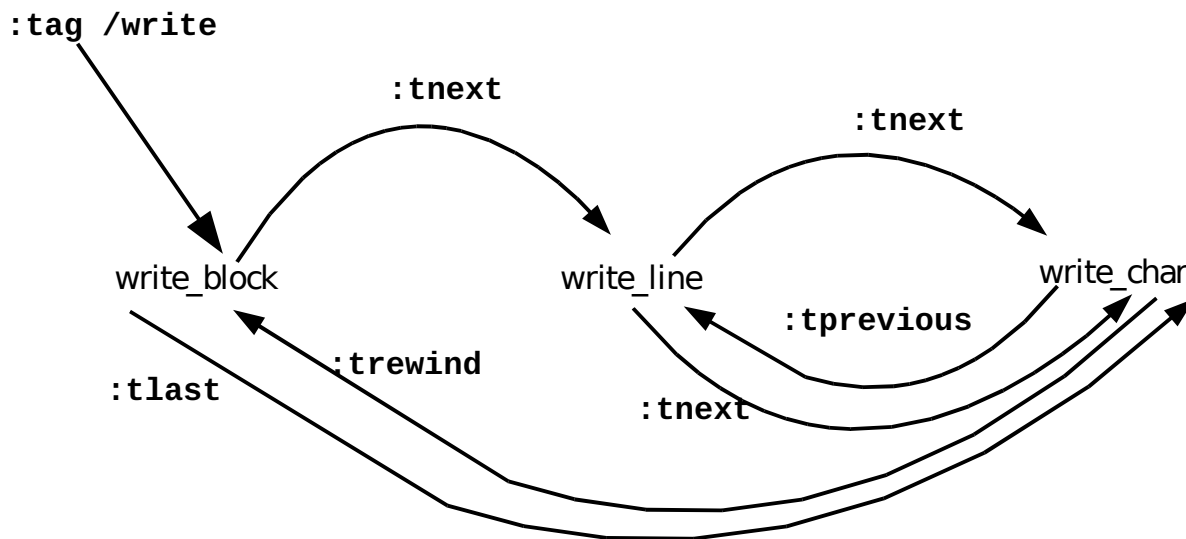 :tag /write
:tnext
:tnext
write_block
write_line
write_char
:tprevious
:trewind
:tlast
:tnext